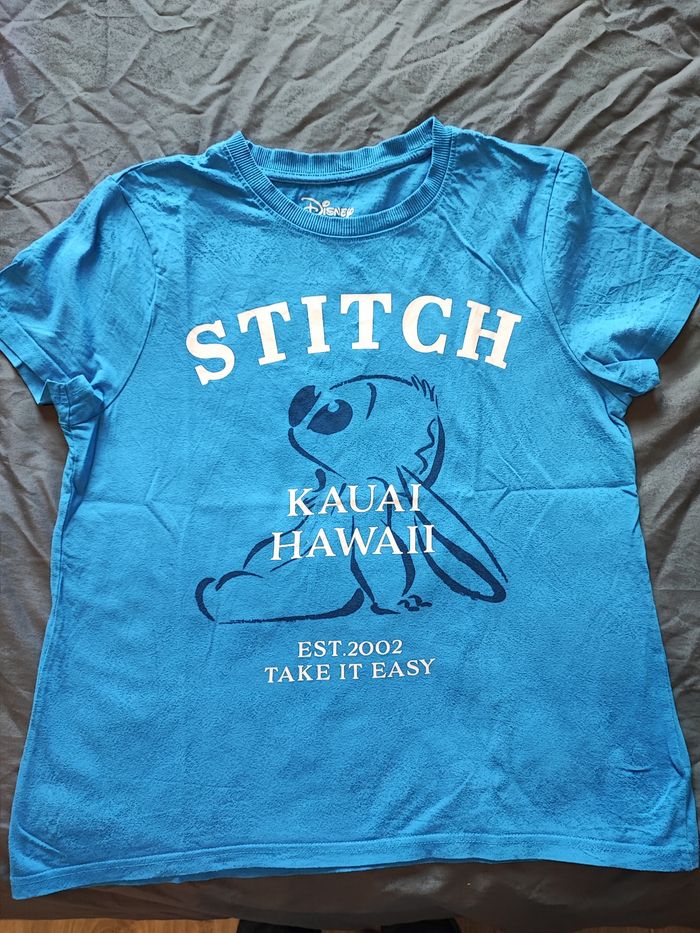 Disney
STITCH
KAUAI
HAWAII
EST.2002
TAKE IT EASY